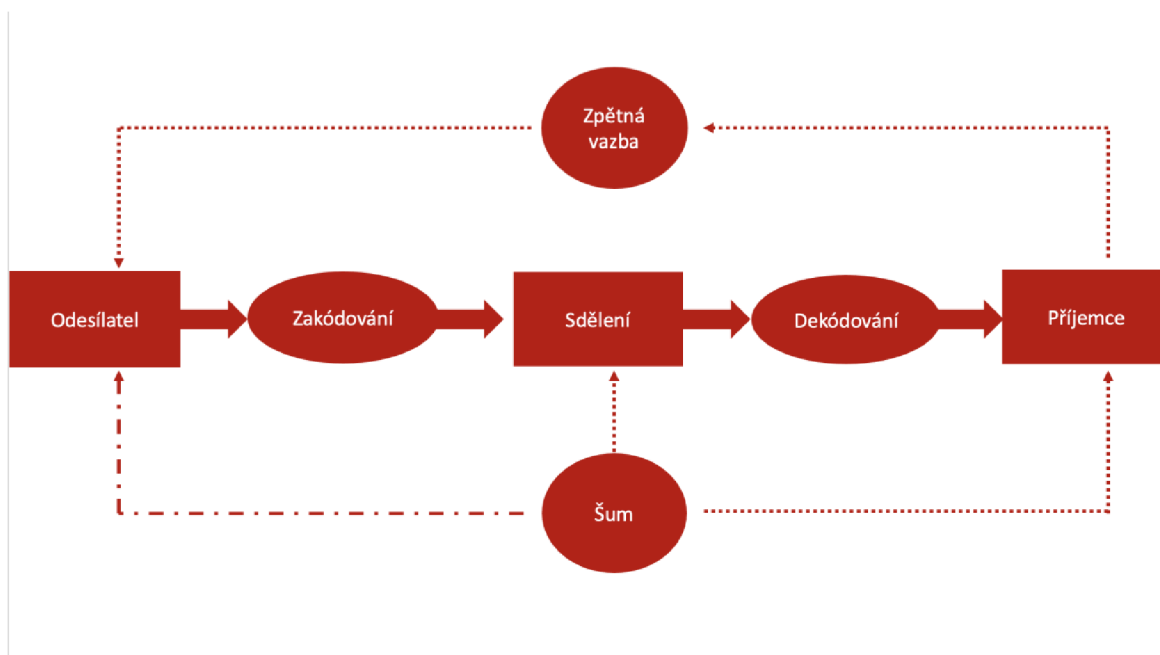 Zpětná
vazba
Odesílatel
Zakódování
Sdělení
Dekódování
Příjemce
Šum